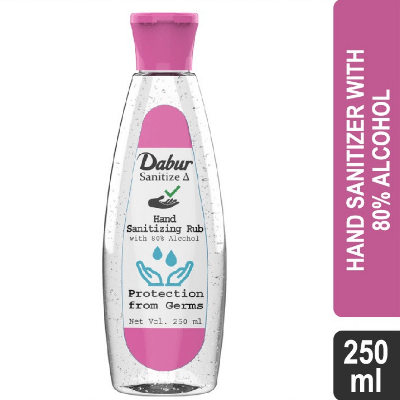 Dabur
Sanitize Δ
Hand
Sanitizing Rub
with 80% Alcohol
Protection
from Germs
Net Vol. 250 ml
HAND SANITIZER WITH
80% ALCOHOL
250
ml